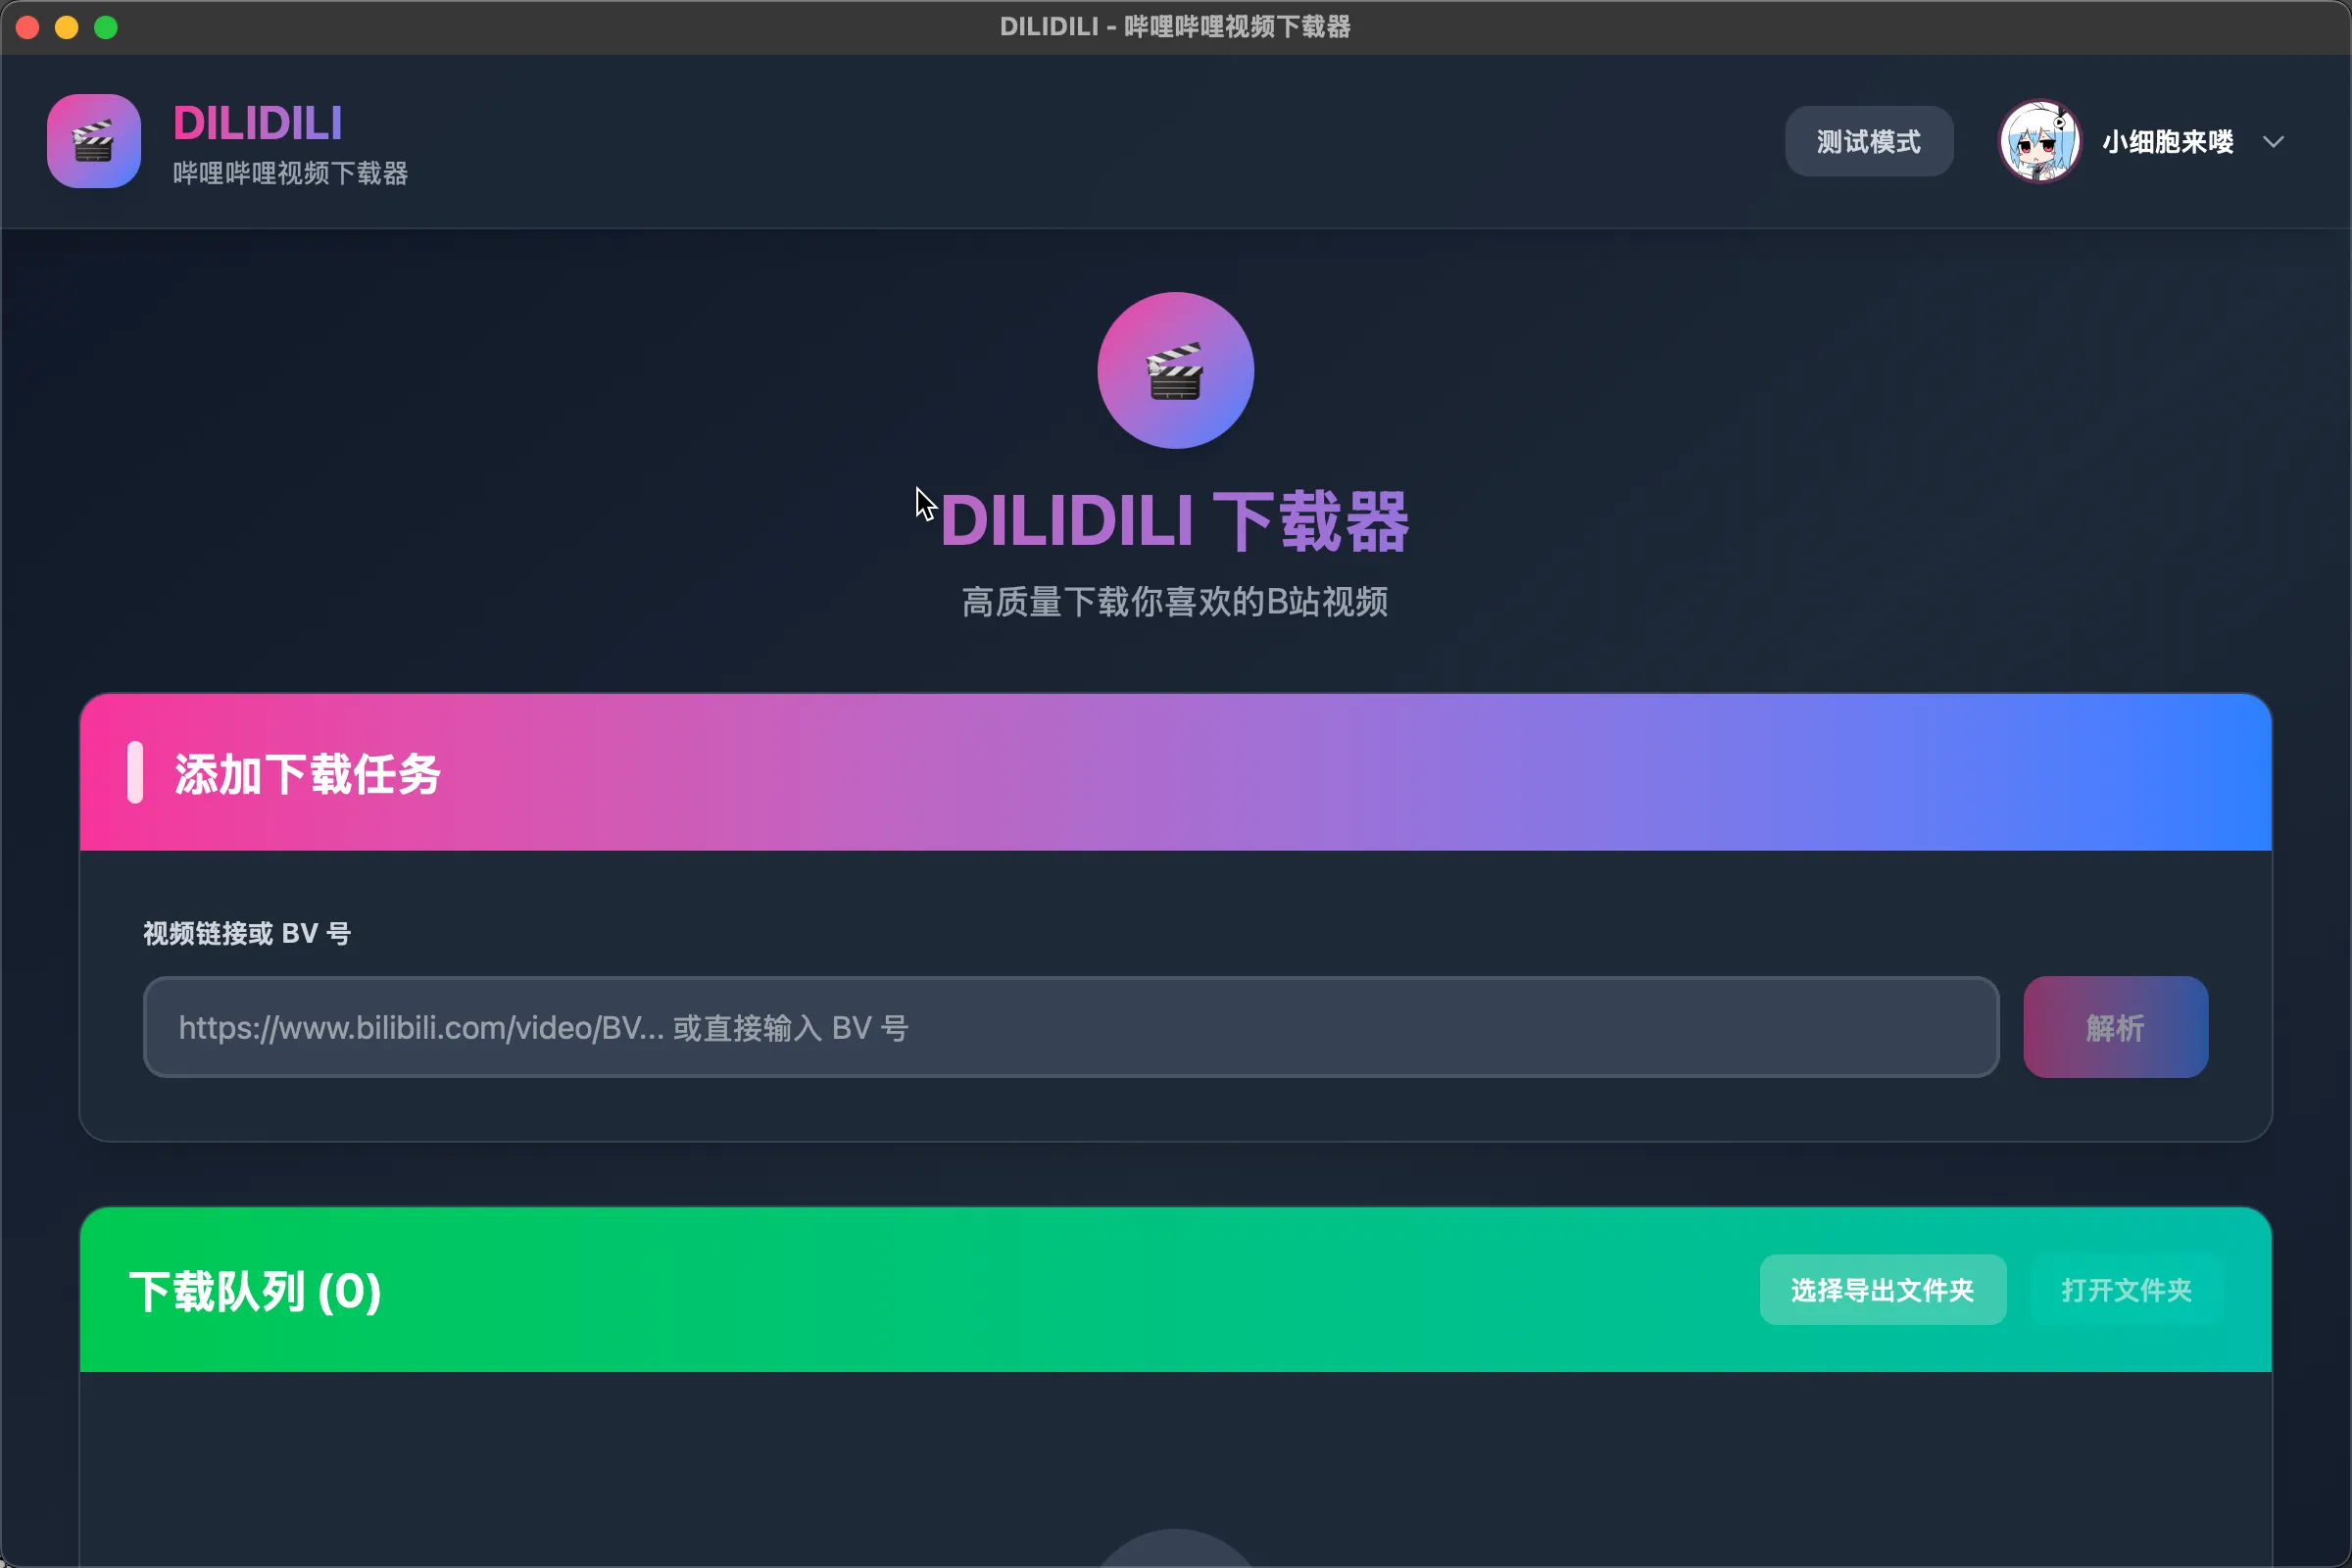 DILIDILI - 哔哩哔哩视频下载器
DILIDILI
哔哩哔哩视频下载器
测试模式
小细胞来喽
DILIDILI 下载器
高质量下载你喜欢的B站视频
添加下载任务
视频链接或 BV 号
https://www.bilibili.com/video/BV... 或直接输入 BV 号
解析
下载队列 (0)
选择导出文件夹
打开文件夹